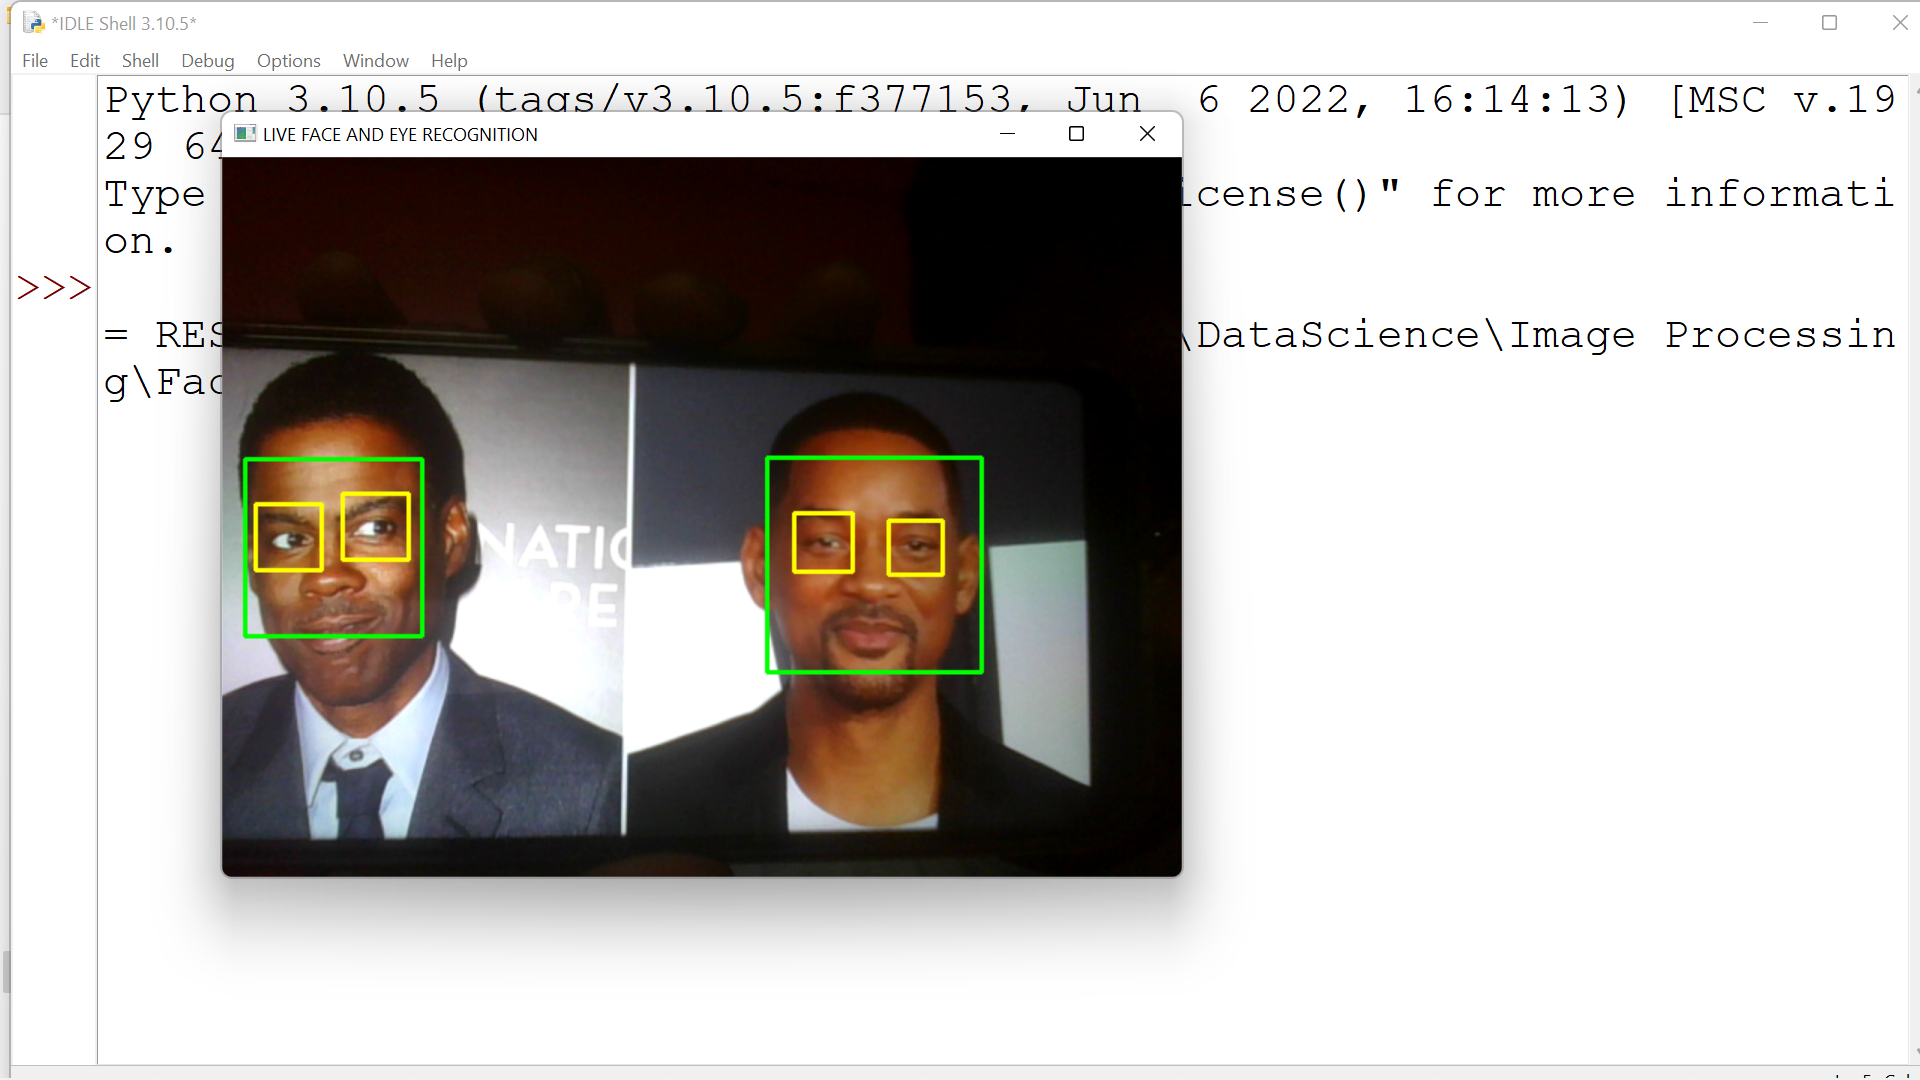 *IDLE Shell 3.10.5*
File Edit Shell Debug Options Window Help
Python 3.10.5 (tags/v3.10.5:f377153, Jun 6 2022, 16:14:13) [MSC v.19
LIVE FACE AND EYE RECOGNITION
29 64
Type icense()" for more informati
on.
>>>
= RES \DataScience\Image Processin
g\Fac
NATIO
RE